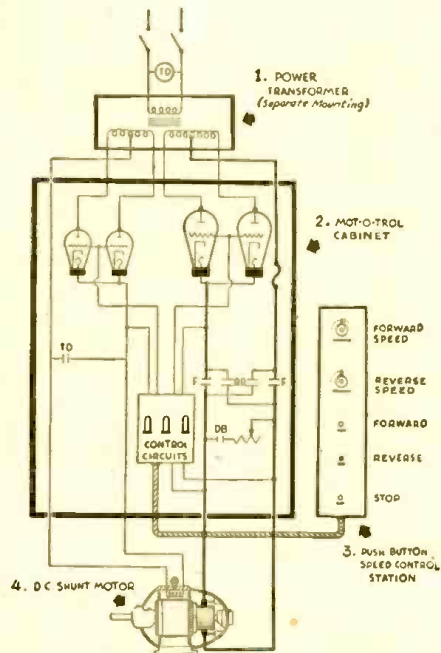 TD
1. POWER
TRANSFORMER
(Separate Mounting)
2. MOT-O-TROL
CABINET
FORWARD
SPEED
TD
REVERSE
SPEED
F
RR
F
FORWARD
DB
CONTROL
CIRCUITS
REVERSE
STOP
3. PUSH BUTTON
SPEED CONTROL
STATION
4. DC SHUNT MOTOR